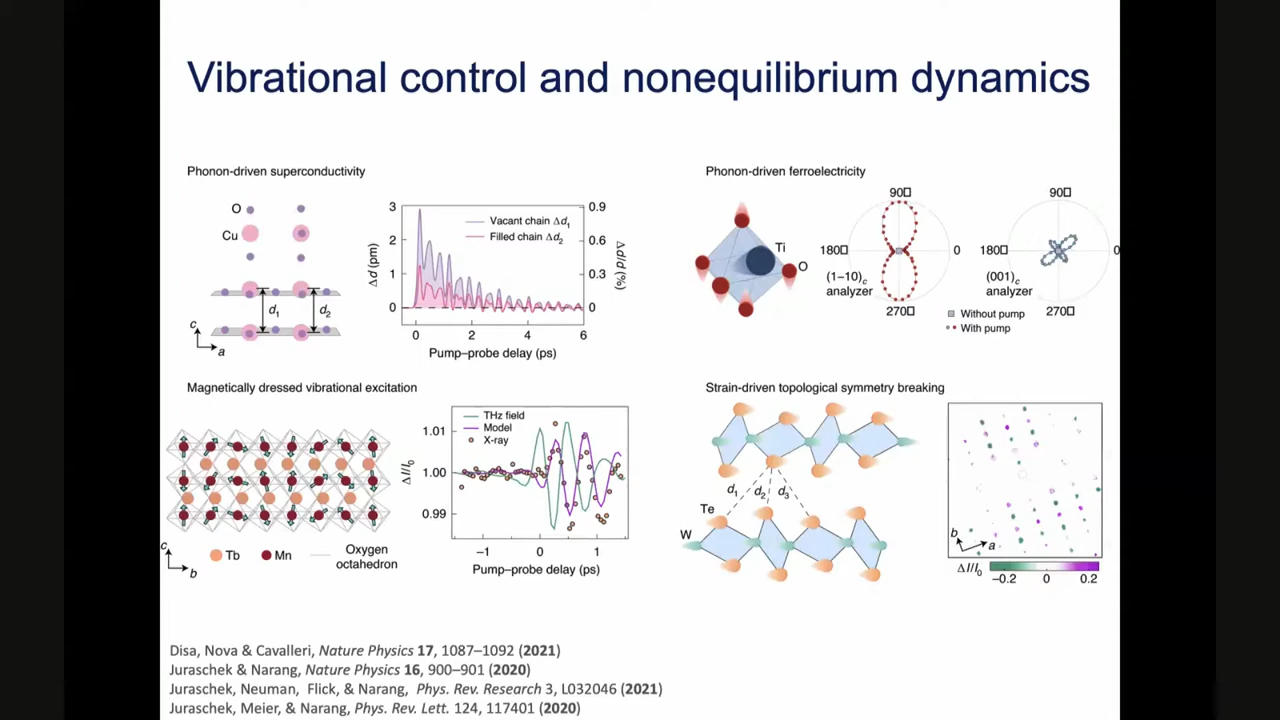 Vibrational control and nonequilibrium dynamics
Phonon-driven superconductivity
O
Cu
d1
d2
c
a
3
2
1
0
Δd (pm)
0.9
0.6
0.3
0
Δd/d (%)
Vacant chain Δd1
Filled chain Δd2
0 2 4 6
Pump–probe delay (ps)
Phonon-driven ferroelectricity
Ti
O
90□
180□
0
270□
(1–10)c
analyzer
90□
180□
0
270□
(001)c
analyzer
Without pump
With pump
Magnetically dressed vibrational excitation
c
b
Tb
Mn
Oxygen
octahedron
1.01
1.00
0.99
ΔI/I0
THz field
Model
X-ray
–1 0 1
Pump–probe delay (ps)
Strain-driven topological symmetry breaking
d1 d2 d3
Te
W
b
a
ΔI/I0
–0.2 0 0.2
Disa, Nova & Cavalleri, Nature Physics 17, 1087–1092 (2021)
Juraschek & Narang, Nature Physics 16, 900–901 (2020)
Juraschek, Neuman, Flick, & Narang, Phys. Rev. Research 3, L032046 (2021)
Juraschek, Meier, & Narang, Phys. Rev. Lett. 124, 117401 (2020)